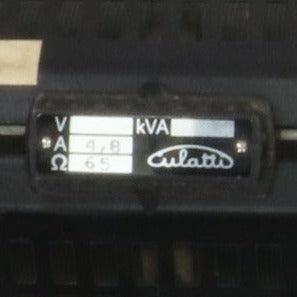 V kVA
A 4,8
Ω 65
Culatti